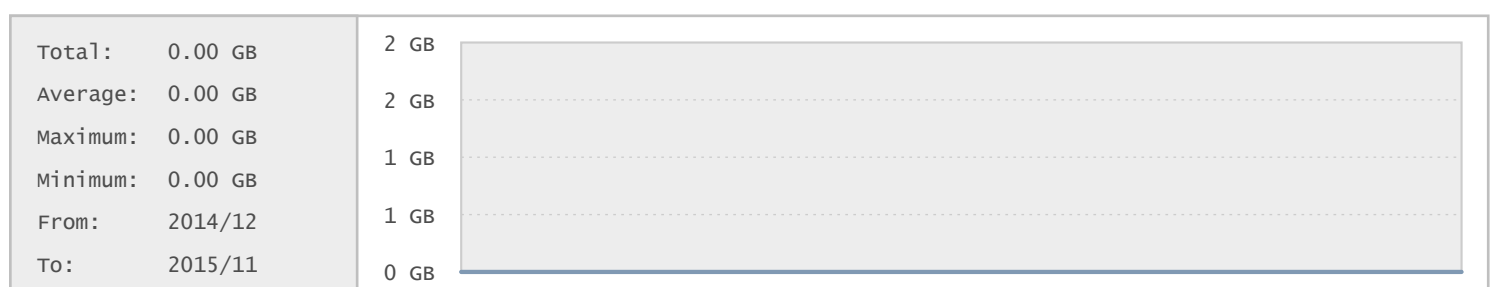 Total: 0.00 GB
Average: 0.00 GB
Maximum: 0.00 GB
Minimum: 0.00 GB
From: 2014/12
To: 2015/11
2 GB
2 GB
1 GB
1 GB
0 GB